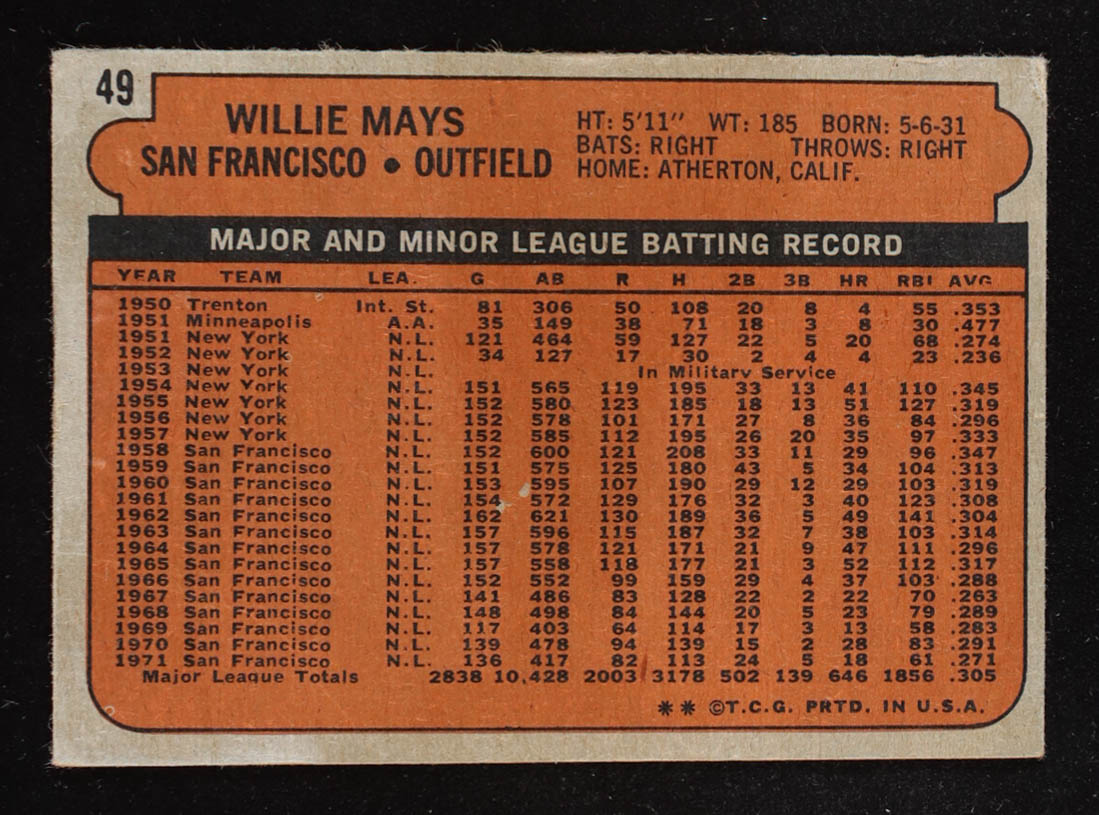 49
WILLIE MAYS
SAN FRANCISCO • OUTFIELD
HT: 5'11" WT: 185 BORN: 5-6-31
BATS: RIGHT THROWS: RIGHT
HOME: ATHERTON, CALIF.
MAJOR AND MINOR LEAGUE BATTING RECORD
YEAR TEAM LEA. G AB R H 2B 3B HR RBI AVG
1950 Trenton Int. St. 81 306 50 108 20 8 4 55 .353
1951 Minneapolis A.A. 35 149 38 71 18 3 8 30 .477
1951 New York N.L. 121 464 59 127 22 5 20 68 .274
1952 New York N.L. 34 127 17 30 2 4 4 23 .236
1953 New York N.L. In Military Service
1954 New York N.L. 151 565 119 195 33 13 41 110 .345
1955 New York N.L. 152 580 123 185 18 13 51 127 .319
1956 New York N.L. 152 578 101 171 27 8 36 84 .296
1957 New York N.L. 152 585 112 195 26 20 35 97 .333
1958 San Francisco N.L. 152 600 121 208 33 11 29 96 .347
1959 San Francisco N.L. 151 575 125 180 43 5 34 104 .313
1960 San Francisco N.L. 153 595 107 190 29 12 29 103 .319
1961 San Francisco N.L. 154 572 129 176 32 3 40 123 .308
1962 San Francisco N.L. 162 621 130 189 36 5 49 141 .304
1963 San Francisco N.L. 157 596 115 187 32 7 38 103 .314
1964 San Francisco N.L. 157 578 121 171 21 9 47 111 .296
1965 San Francisco N.L. 157 558 118 177 21 3 52 112 .317
1966 San Francisco N.L. 152 552 99 159 29 4 37 103 .288
1967 San Francisco N.L. 141 486 83 128 22 2 22 70 .263
1968 San Francisco N.L. 148 498 84 144 20 5 23 79 .289
1969 San Francisco N.L. 117 403 64 114 17 3 13 58 .283
1970 San Francisco N.L. 139 478 94 139 15 2 28 83 .291
1971 San Francisco N.L. 136 417 82 113 24 5 18 61 .271
Major League Totals 2838 10,428 2003 3178 502 139 646 1856 .305
** ©T.C.G. PRTD. IN U.S.A.